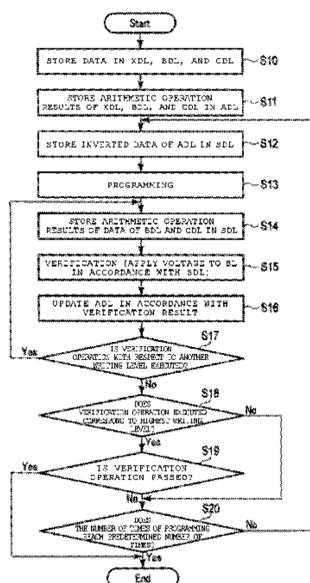 Start
STORE DATA IN XDL, BDL, AND CDL
S10
STORE ARITHMETIC OPERATION
RESULTS OF XDL, BDL, AND CDL IN ADL
S11
STORE INVERTED DATA OF ADL IN SDL
S12
PROGRAMMING
S13
STORE ARITHMETIC OPERATION
RESULTS OF DATA OF BDL AND CDL IN SDL
S14
VERIFICATION (APPLY VOLTAGE TO BL
IN ACCORDANCE WITH SDL)
S15
UPDATE ADL IN ACCORDANCE WITH
VERIFICATION RESULT
S16
S17
IS VERIFICATION
OPERATION WITH RESPECT TO ANOTHER
WRITING LEVEL EXECUTED?
Yes
No
S18
DOES
VERIFICATION OPERATION EXECUTED
CORRESPOND TO HIGHEST WRITING
LEVEL?
No
Yes
S19
IS VERIFICATION
OPERATION PASSED?
Yes
No
S20
DOES
THE NUMBER OF TIMES OF PROGRAMMING
REACH PREDETERMINED NUMBER OF
TIMES?
No
Yes
End